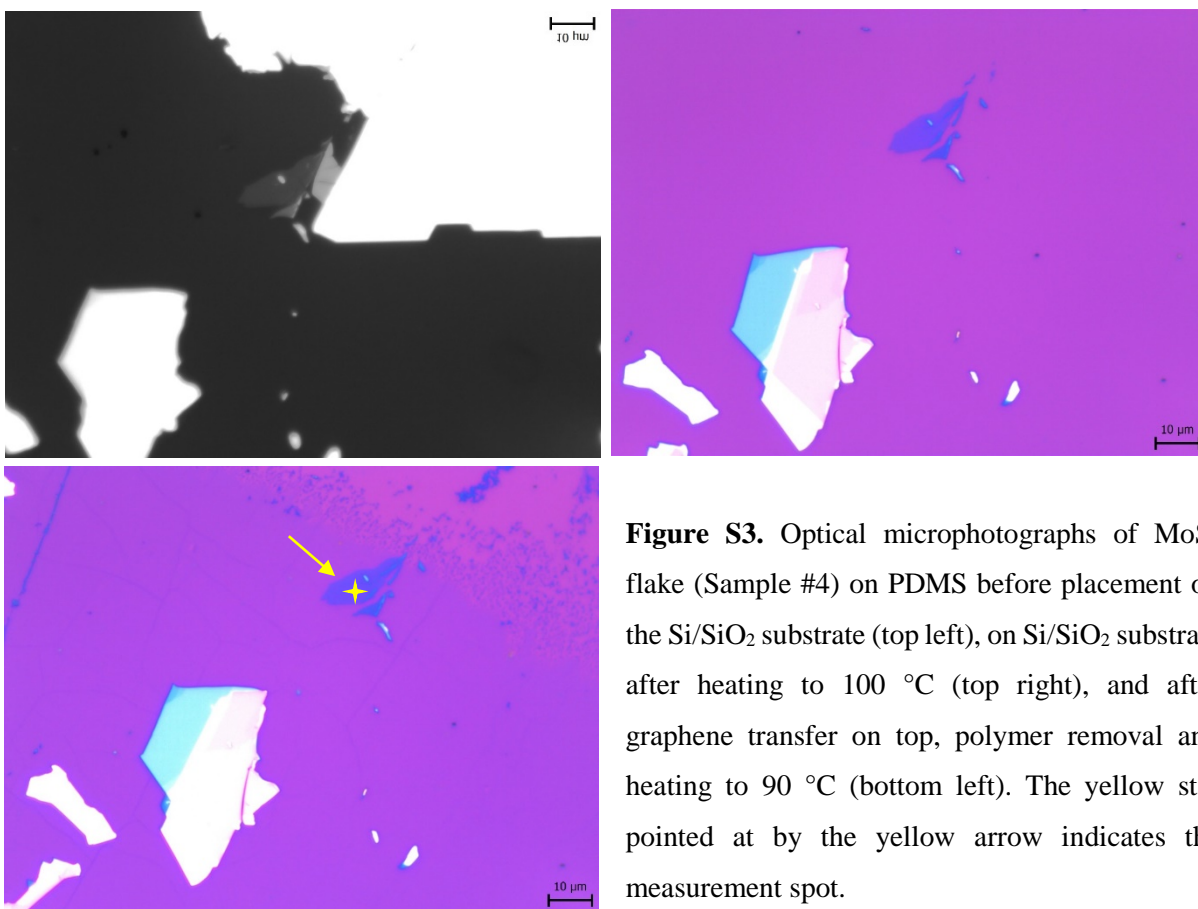 10 µm
10 µm
10 µm
Figure S3. Optical microphotographs of MoS
flake (Sample #4) on PDMS before placement o
the Si/SiO₂ substrate (top left), on Si/SiO₂ substra
after heating to 100 °C (top right), and aft
graphene transfer on top, polymer removal an
heating to 90 °C (bottom left). The yellow st
pointed at by the yellow arrow indicates th
measurement spot.